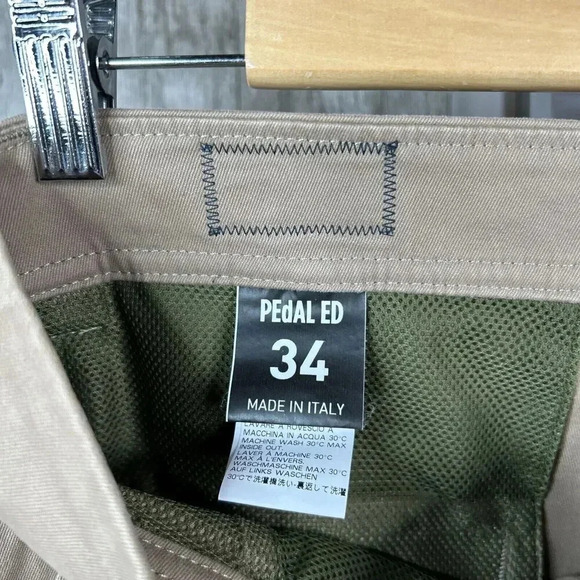 PEdAL ED
34
MADE IN ITALY
LAVARE A ROVESCIO A
MACCHINA IN ACQUA 30°C
MACHINE WASH 30°C MAX
INSIDE OUT.
LAVER À MACHINE 30°C
MAX À L'ENVERS.
WASCHMASCHINE MAX 30°C
AUF LINKS WASCHEN
30°Cで洗濯機洗い・裏返して洗濯